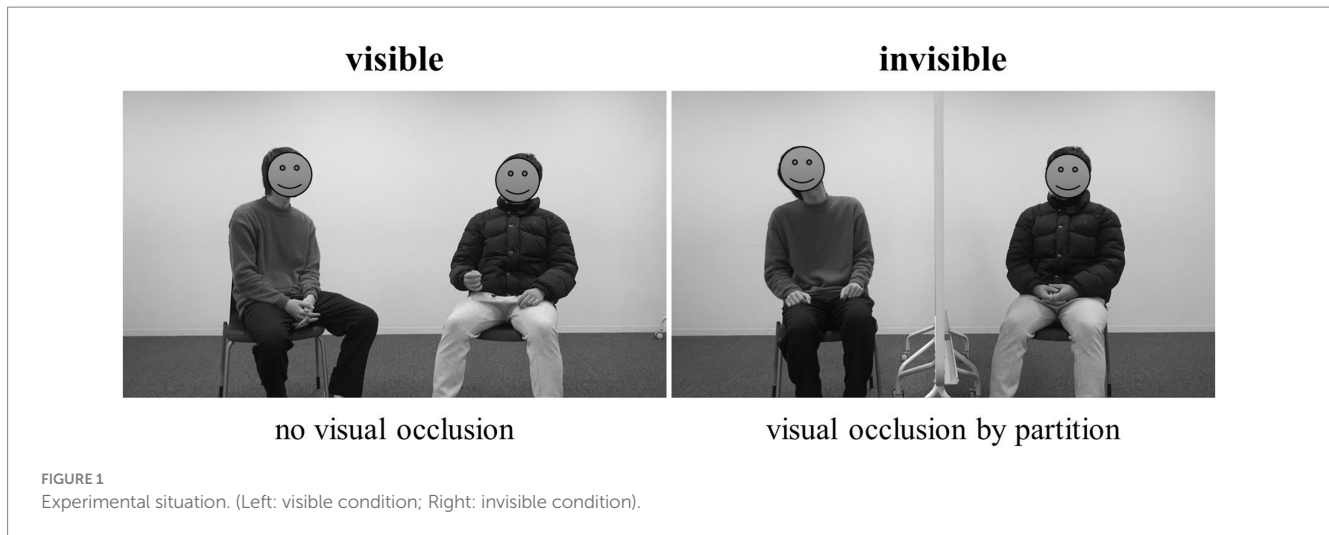 visible
invisible
no visual occlusion
visual occlusion by partition
FIGURE 1
Experimental situation. (Left: visible condition; Right: invisible condition).